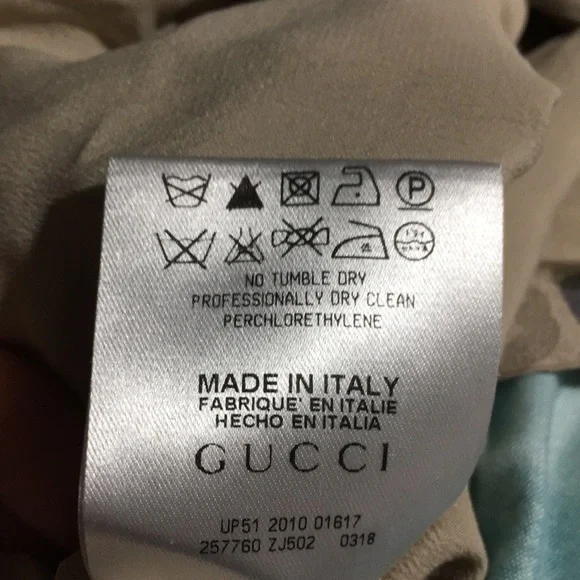 P
NO TUMBLE DRY
PROFESSIONALLY DRY CLEAN
PERCHLORETHYLENE
MADE IN ITALY
FABRIQUE' EN ITALIE
HECHO EN ITALIA
GUCCI
UP51 2010 01617
257760 ZJ502 0318